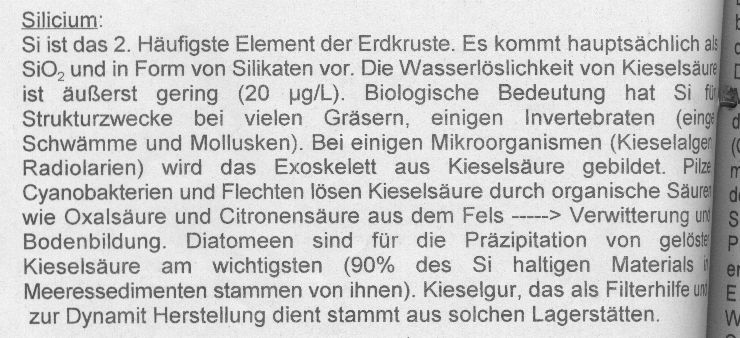 Silicium:
Si ist das 2. Häufigste Element der Erdkruste. Es kommt hauptsächlich als
SiO₂ und in Form von Silikaten vor. Die Wasserlöslichkeit von Kieselsäure
ist äußerst gering (20 µg/L). Biologische Bedeutung hat Si für
Strukturzwecke bei vielen Gräsern, einigen Invertebraten (einge
Schwämme und Mollusken). Bei einigen Mikroorganismen (Kieselalgen
Radiolarien) wird das Exoskelett aus Kieselsäure gebildet. Pilze
Cyanobakterien und Flechten lösen Kieselsäure durch organische Säuren
wie Oxalsäure und Citronensäure aus dem Fels -----> Verwitterung und
Bodenbildung. Diatomeen sind für die Präzipitation von gelöster
Kieselsäure am wichtigsten (90% des Si haltigen Materials in
Meeressedimenten stammen von ihnen). Kieselgur, das als Filterhilfe und
zur Dynamit Herstellung dient stammt aus solchen Lagerstätten.